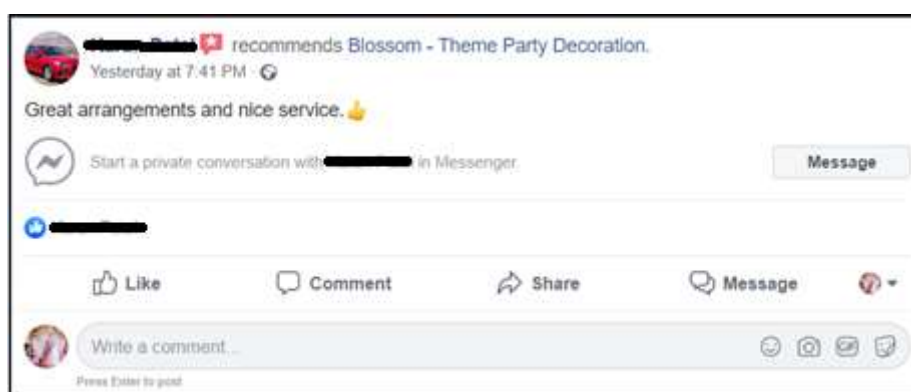 recommends Blossom - Theme Party Decoration.
Yesterday at 7:41 PM ·
Great arrangements and nice service.👍
Start a private conversation with in Messenger.
Message
Like Comment Share Message
Write a comment...
GIF
Press Enter to post